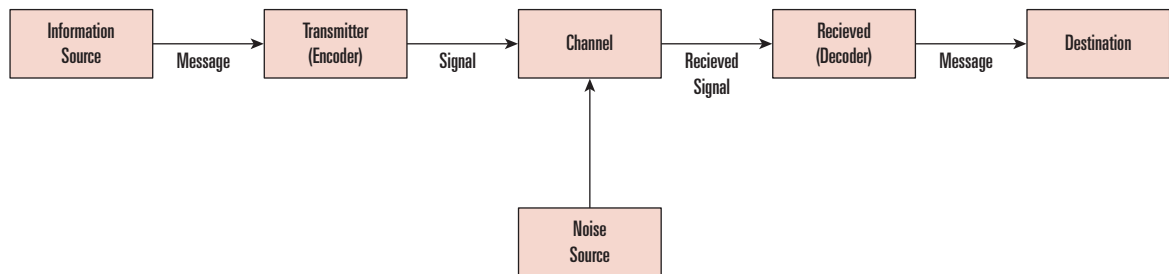 Information
Source
Message
Transmitter
(Encoder)
Signal
Channel
Recieved
Signal
Recieved
(Decoder)
Message
Destination
Noise
Source